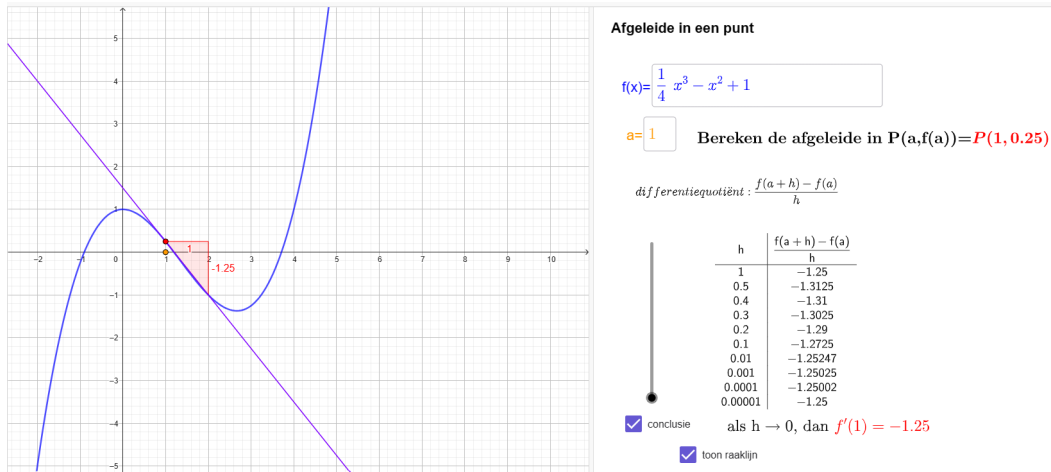 Afgeleide in een punt
f(x)= 1/4 x³ − x² + 1
a= 1
Bereken de afgeleide in P(a,f(a))=P(1, 0.25)
differentiequotiënt : (f(a + h) − f(a))/h
h (f(a + h) − f(a))/h
1 −1.25
0.5 −1.3125
0.4 −1.31
0.3 −1.3025
0.2 −1.29
0.1 −1.2725
0.01 −1.25247
0.001 −1.25025
0.0001 −1.25002
0.00001 −1.25
conclusie
als h → 0, dan f′(1) = −1.25
toon raaklijn
5
4
3
2
1
−2 −1 0 1 2 3 4 5 6 7 8 9 10
−1
−2
−3
−4
−5
1
-1.25